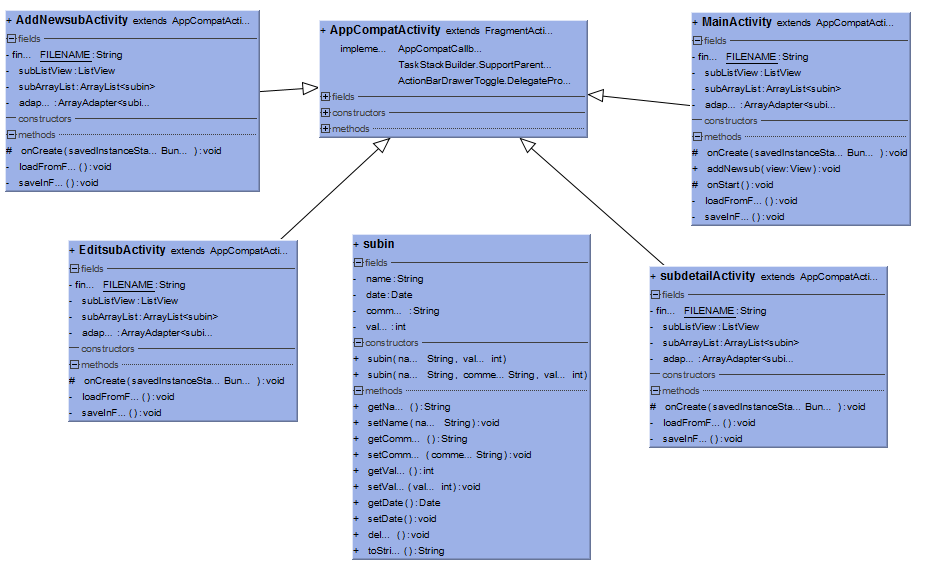 + AddNewsubActivity extends AppCompatActi...
fields
- fin... FILENAME : String
- subListView : ListView
- subArrayList : ArrayList<subin>
- adap... : ArrayAdapter<subi...
constructors
methods
# onCreate ( savedInstanceSta... Bun... ) : void
- loadFromF... ( ) : void
- saveInF... ( ) : void
+ AppCompatActivity extends FragmentActi...
impleme... AppCompatCallb...
TaskStackBuilder.SupportParent...
ActionBarDrawerToggle.DelegatePro...
fields
constructors
methods
+ MainActivity extends AppCompatActi...
fields
- fin... FILENAME : String
- subListView : ListView
- subArrayList : ArrayList<subin>
- adap... : ArrayAdapter<subi...
constructors
methods
# onCreate ( savedInstanceSta... Bun... ) : void
+ addNewsub ( view : View ) : void
# onStart ( ) : void
- loadFromF... ( ) : void
- saveInF... ( ) : void
+ EditsubActivity extends AppCompatActi...
fields
- fin... FILENAME : String
- subListView : ListView
- subArrayList : ArrayList<subin>
- adap... : ArrayAdapter<subi...
constructors
methods
# onCreate ( savedInstanceSta... Bun... ) : void
- loadFromF... ( ) : void
- saveInF... ( ) : void
+ subin
fields
- name : String
- date : Date
- comm... : String
- val... : int
constructors
+ subin ( na... String , val... int )
+ subin ( na... String , comme... String , val... int )
methods
+ getNa... ( ) : String
+ setName ( na... String ) : void
+ getComm... ( ) : String
+ setComm... ( comme... String ) : void
+ getVal... ( ) : int
+ setVal... ( val... int ) : void
+ getDate ( ) : Date
+ setDate ( ) : void
+ del... ( ) : void
+ toStri... ( ) : String
+ subdetailActivity extends AppCompatActi...
fields
- fin... FILENAME : String
- subListView : ListView
- subArrayList : ArrayList<subin>
- adap... : ArrayAdapter<subi...
constructors
methods
# onCreate ( savedInstanceSta... Bun... ) : void
- loadFromF... ( ) : void
- saveInF... ( ) : void